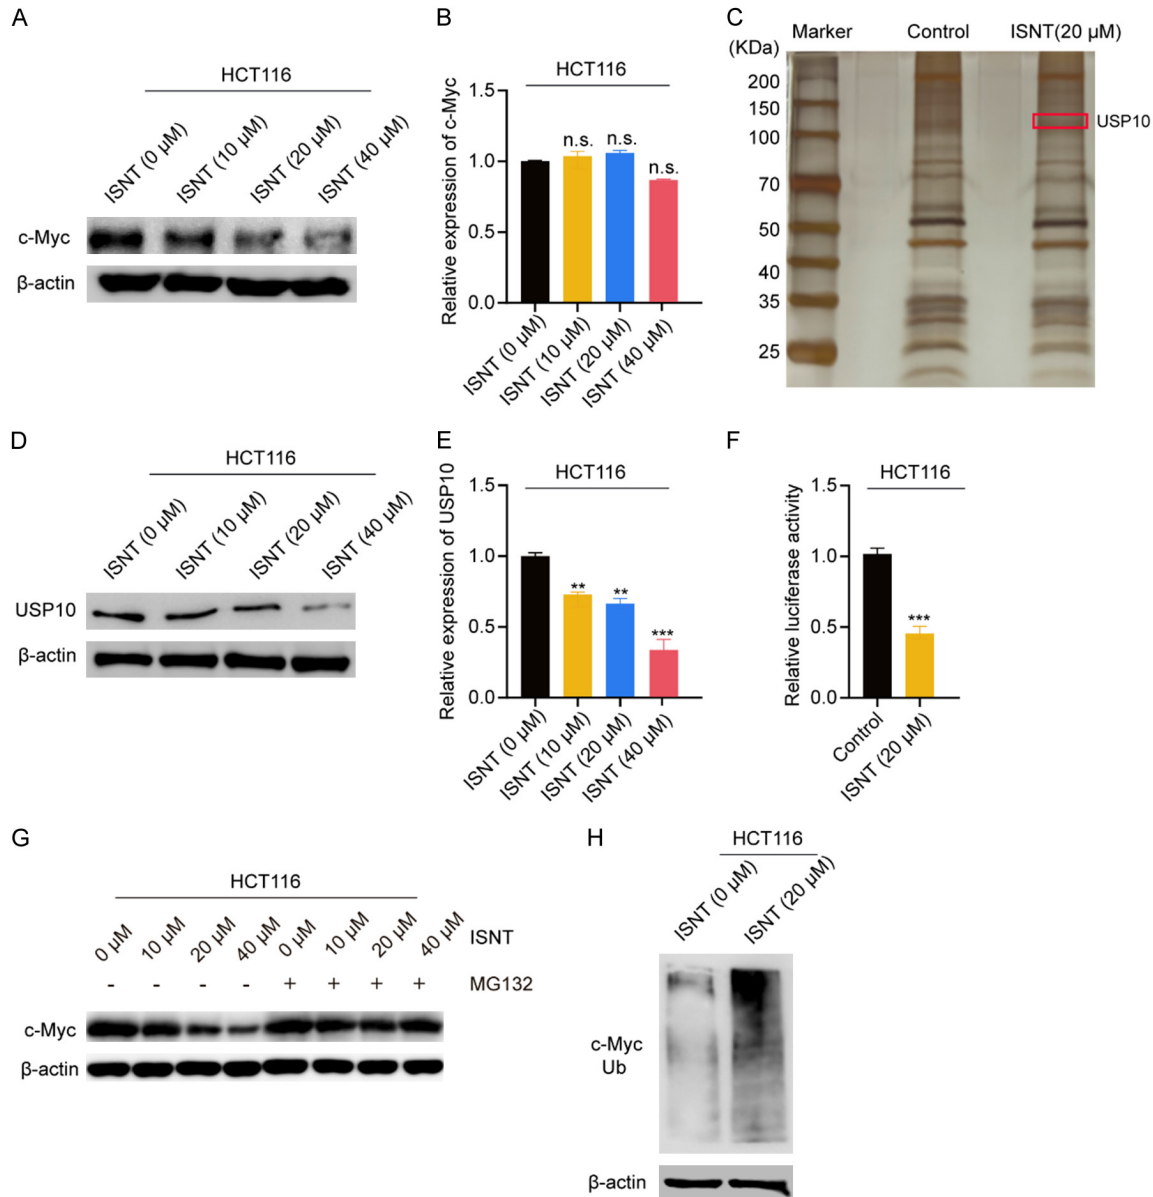 A
HCT116
ISNT (0 μM)
ISNT (10 μM)
ISNT (20 μM)
ISNT (40 μM)
c-Myc
β-actin
B
HCT116
Relative expression of c-Myc
1.5
1.0
0.5
0.0
n.s.
n.s.
n.s.
ISNT (0 μM)
ISNT (10 μM)
ISNT (20 μM)
ISNT (40 μM)
C
(KDa)
Marker
Control
ISNT(20 μM)
200
150
100
70
50
40
35
25
USP10
D
HCT116
ISNT (0 μM)
ISNT (10 μM)
ISNT (20 μM)
ISNT (40 μM)
USP10
β-actin
E
HCT116
Relative expression of USP10
1.5
1.0
0.5
0.0
**
**
***
ISNT (0 μM)
ISNT (10 μM)
ISNT (20 μM)
ISNT (40 μM)
F
HCT116
Relative luciferase activity
1.5
1.0
0.5
0.0
***
Control
ISNT (20 μM)
G
HCT116
0 μM 10 μM 20 μM 40 μM 0 μM 10 μM 20 μM 40 μM ISNT
- - - - + + + + MG132
c-Myc
β-actin
H
HCT116
ISNT (0 μM)
ISNT (20 μM)
c-Myc
Ub
β-actin